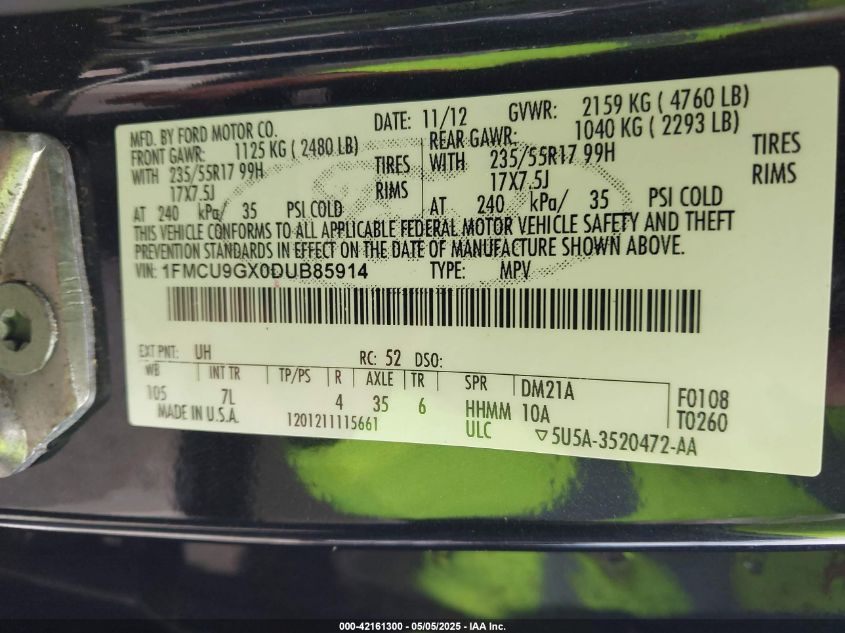 MFD. BY FORD MOTOR CO. DATE: 11/12 GVWR: 2159 KG ( 4760 LB)
FRONT GAWR: 1125 KG ( 2480 LB) REAR GAWR: 1040 KG ( 2293 LB)
WITH 235/55R17 99H TIRES WITH 235/55R17 99H TIRES
17X7.5J RIMS 17X7.5J RIMS
AT 240 kPa/ 35 PSI COLD AT 240 kPa/ 35 PSI COLD
THIS VEHICLE CONFORMS TO ALL APPLICABLE FEDERAL MOTOR VEHICLE SAFETY AND THEFT
PREVENTION STANDARDS IN EFFECT ON THE DATE OF MANUFACTURE SHOWN ABOVE.
VIN: 1FMCU9GX0DUB85914 TYPE: MPV
EXT PNT: UH RC: 52 DSO:
WB INT TR TP/PS R AXLE TR SPR DM21A F0108
105 7L 4 35 6 HHMM 10A T0260
MADE IN U.S.A. 1201211115661 ULC ▽5U5A-3520472-AA
000-42161300 - 05/05/2025 - IAA Inc.